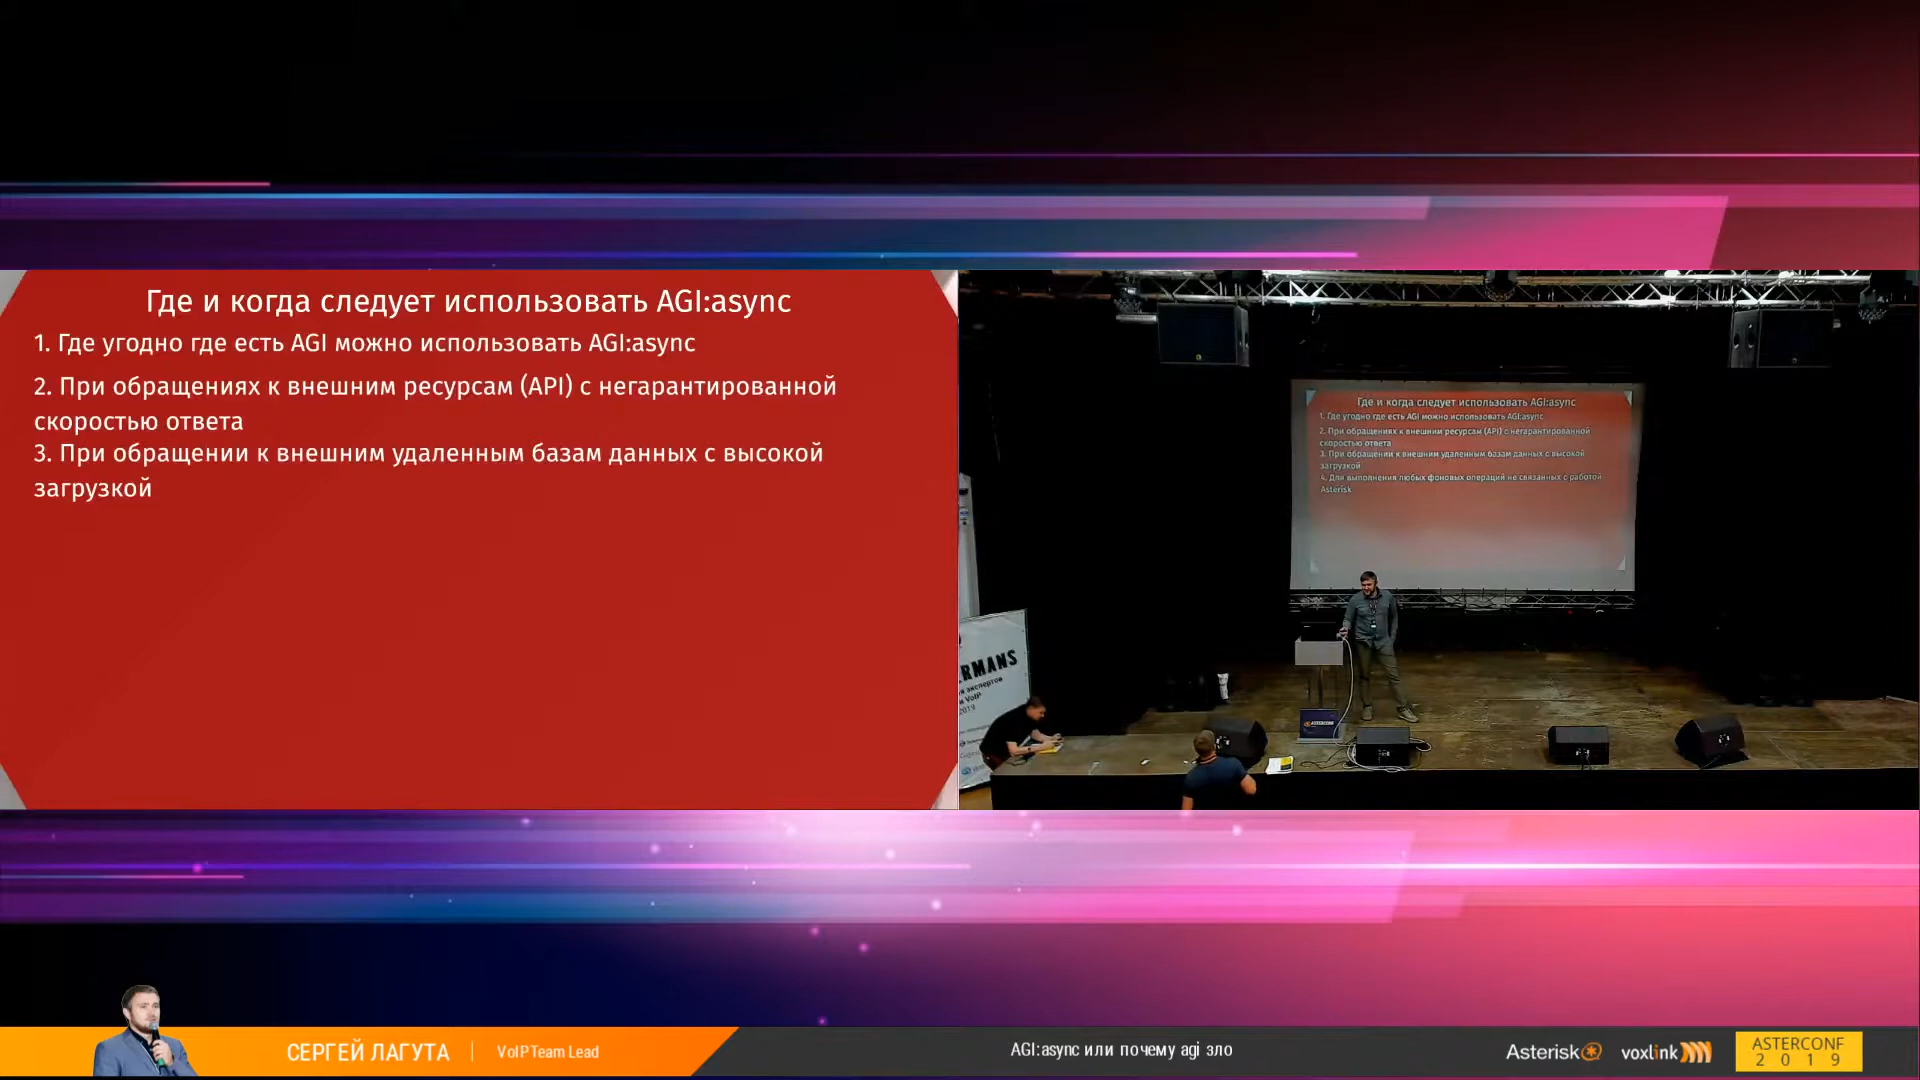 Где и когда следует использовать AGI:async
1. Где угодно где есть AGI можно использовать AGI:async
2. При обращениях к внешним ресурсам (API) с негарантированной
скоростью ответа
3. При обращении к внешним удаленным базам данных с высокой
загрузкой
Где и когда следует использовать AGI:async
1. Где угодно где есть AGI можно использовать AGI:async
2. При обращениях к внешним ресурсам (API) с негарантированной
скоростью ответа
3. При обращении к внешним удаленным базам данных с высокой
загрузкой
4. Для выполнения любых фоновых операций не связанных с работой
Asterisk
RMANS
экспертов
VoIP
2019
ASTERCONF
СЕРГЕЙ ЛАГУТА
VoIPTeam Lead
AGI:async или почему agi зло
Asterisk
voxlink
ASTERCONF
2 0 1 9